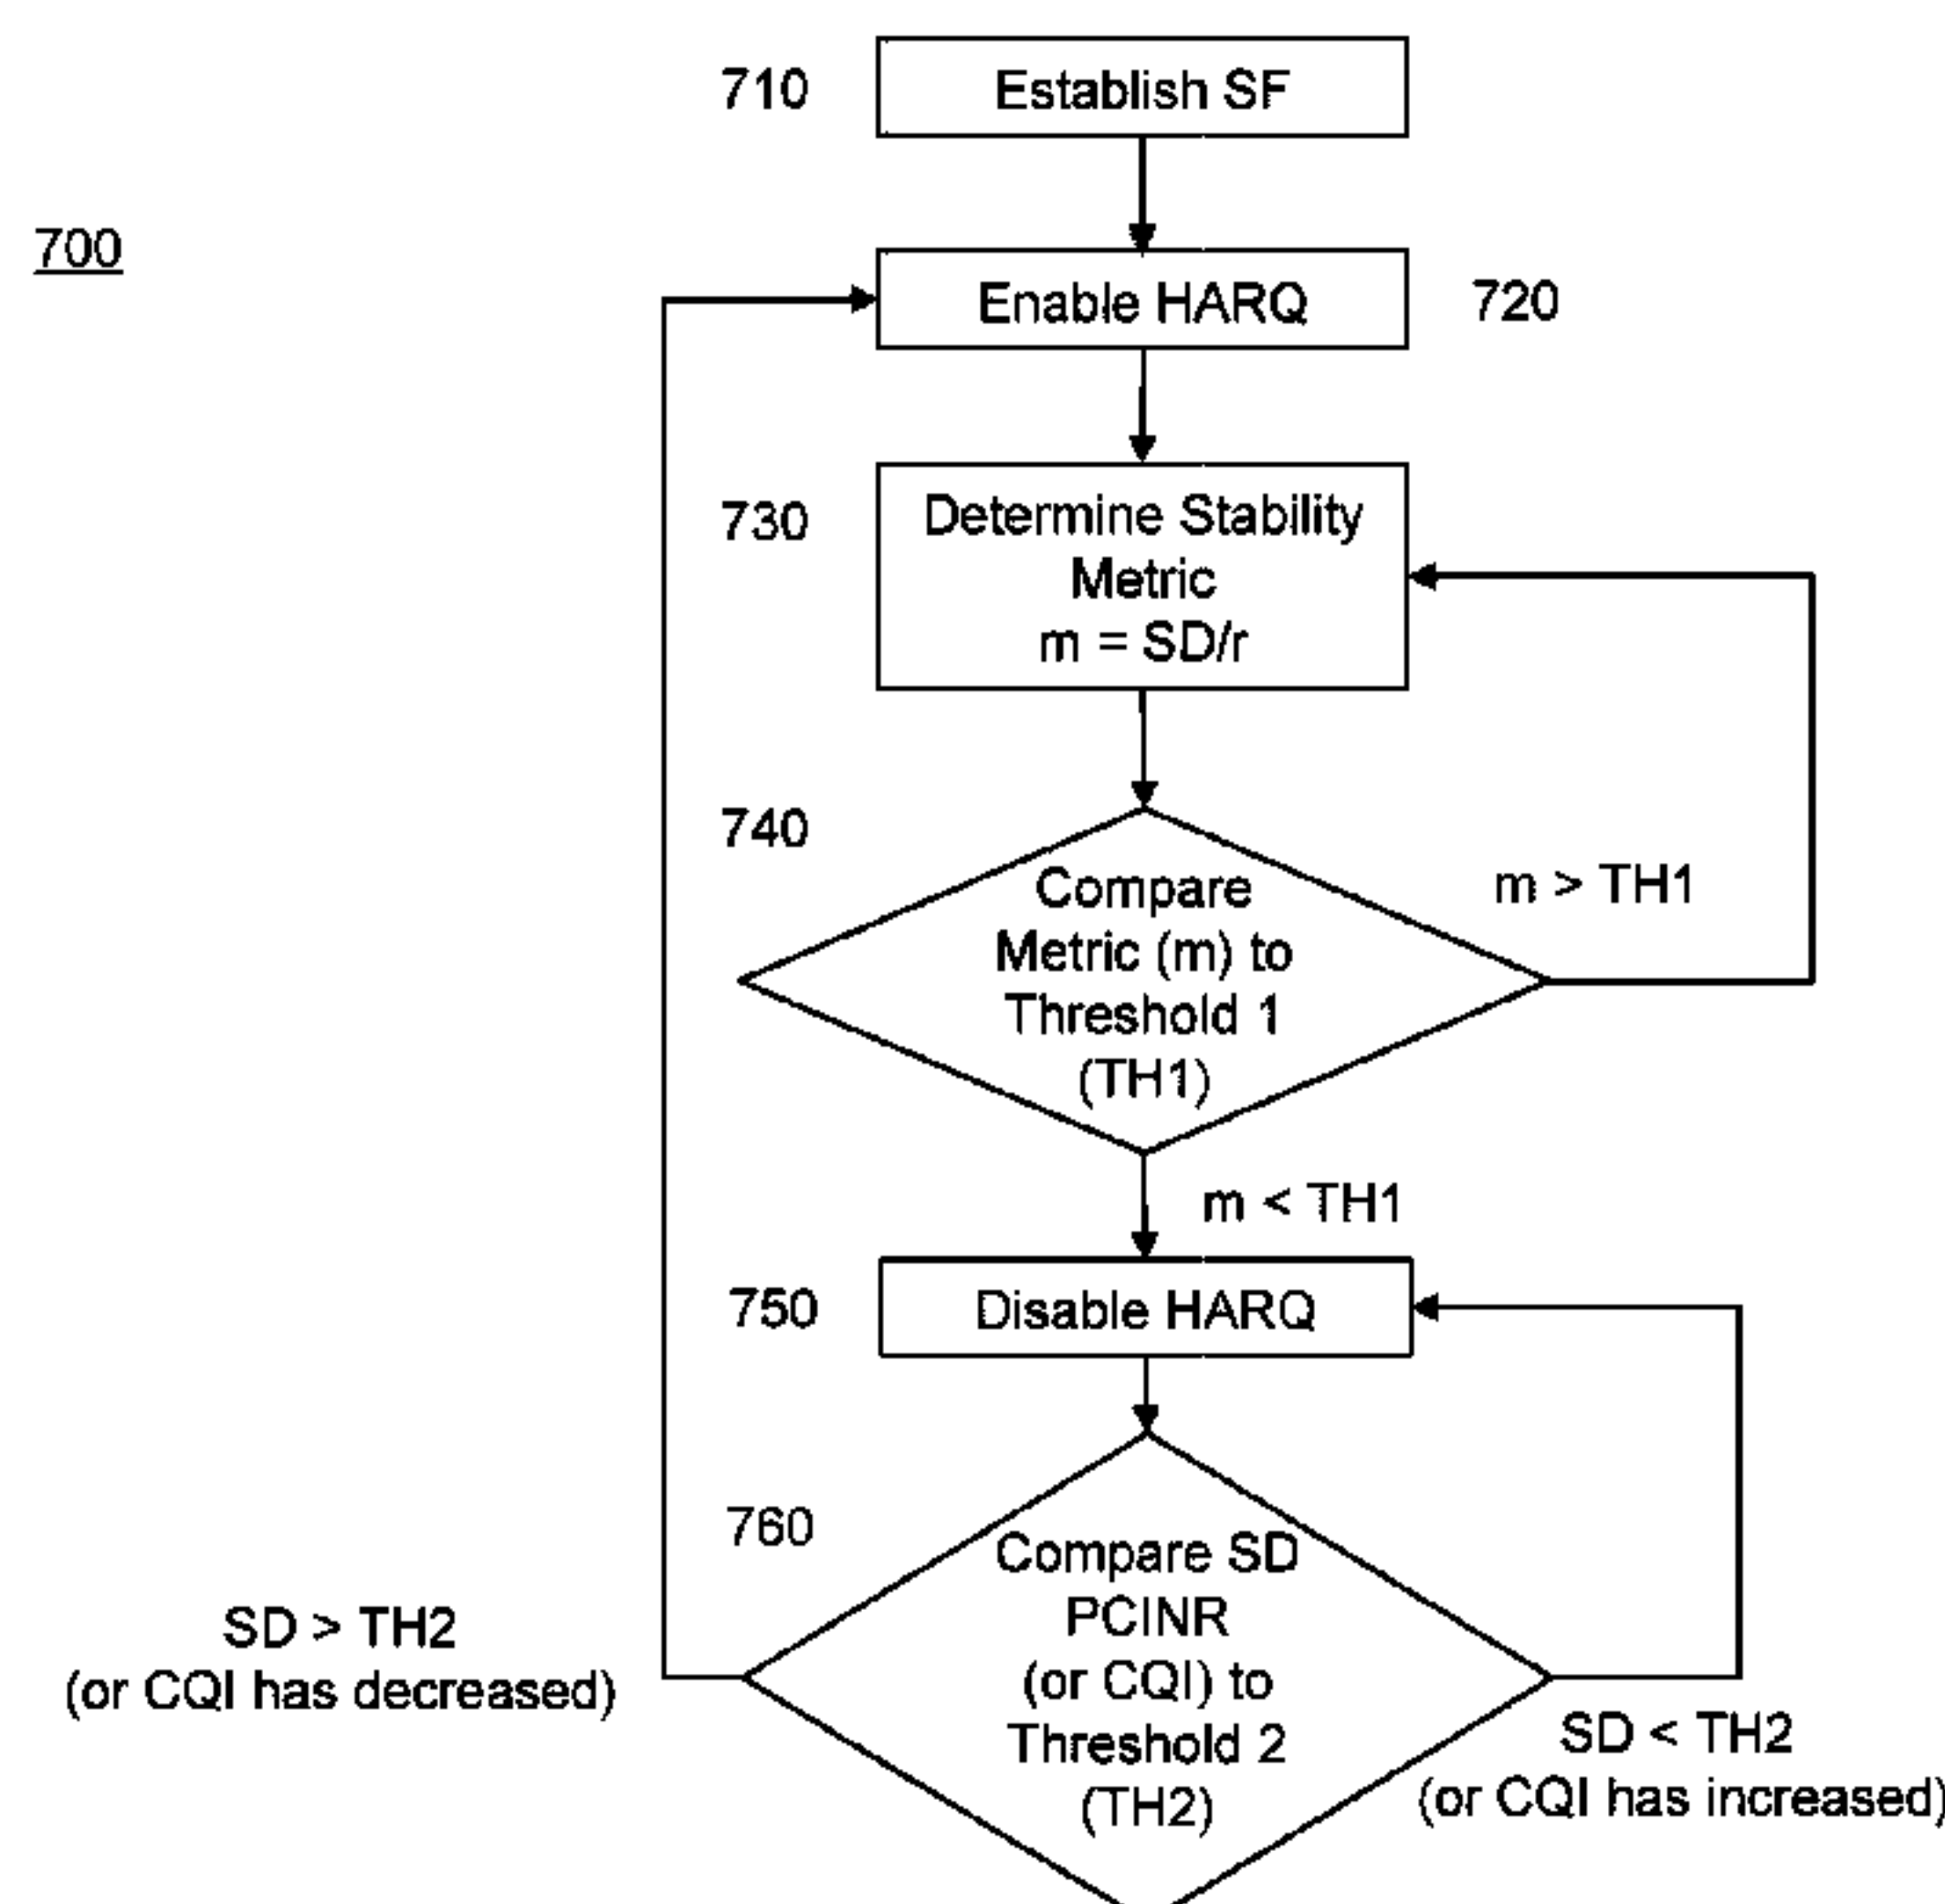 710
Establish SF
700
Enable HARQ
720
730
Determine Stability
Metric
m = SD/r
740
Compare
Metric (m) to
Threshold 1
(TH1)
m > TH1
m < TH1
750
Disable HARQ
760
Compare SD
PCINR
(or CQI) to
Threshold 2
(TH2)
SD > TH2
(or CQI has decreased)
SD < TH2
(or CQI has increased)